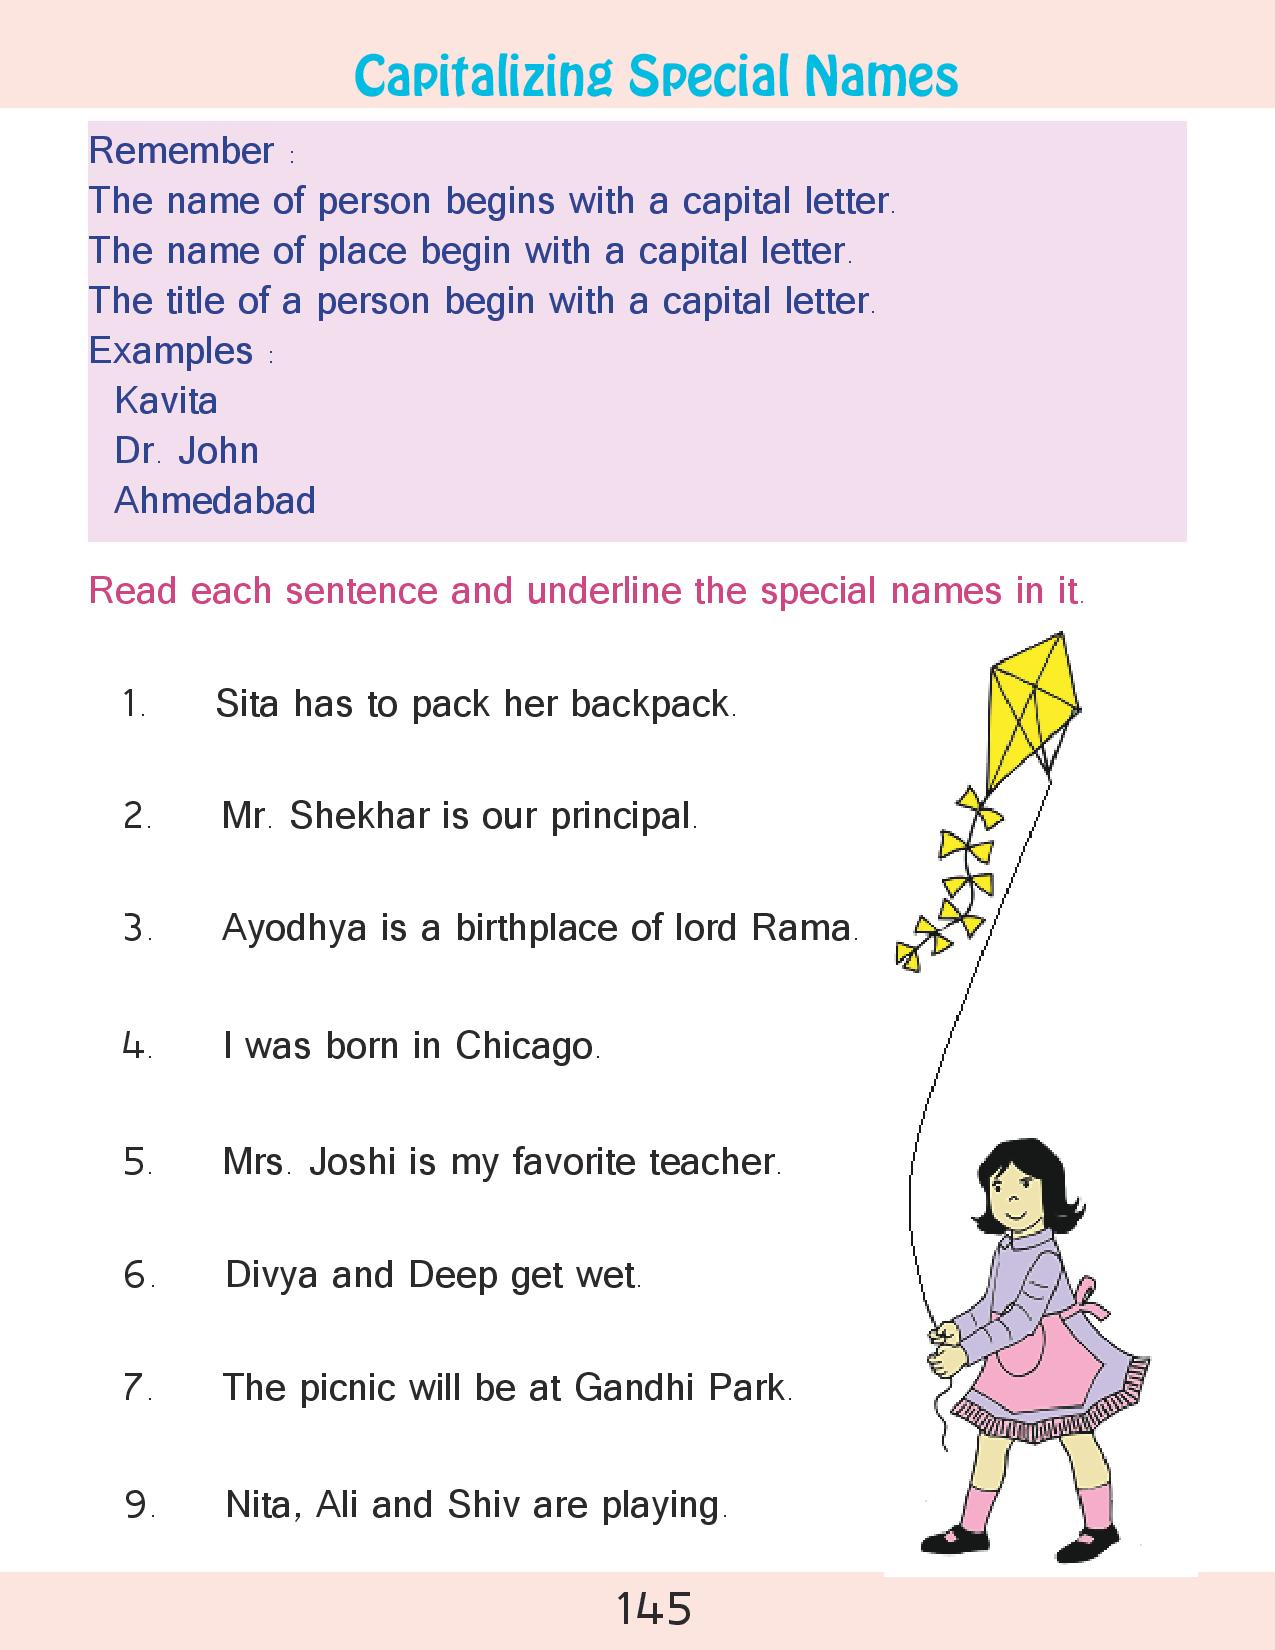 Capitalizing Special Names
Remember :
The name of person begins with a capital letter.
The name of place begin with a capital letter.
The title of a person begin with a capital letter.
Examples :
Kavita
Dr. John
Ahmedabad
Read each sentence and underline the special names in it.
1. Sita has to pack her backpack.
2. Mr. Shekhar is our principal.
3. Ayodhya is a birthplace of lord Rama.
4. I was born in Chicago.
5. Mrs. Joshi is my favorite teacher.
6. Divya and Deep get wet.
7. The picnic will be at Gandhi Park.
9. Nita, Ali and Shiv are playing.
145